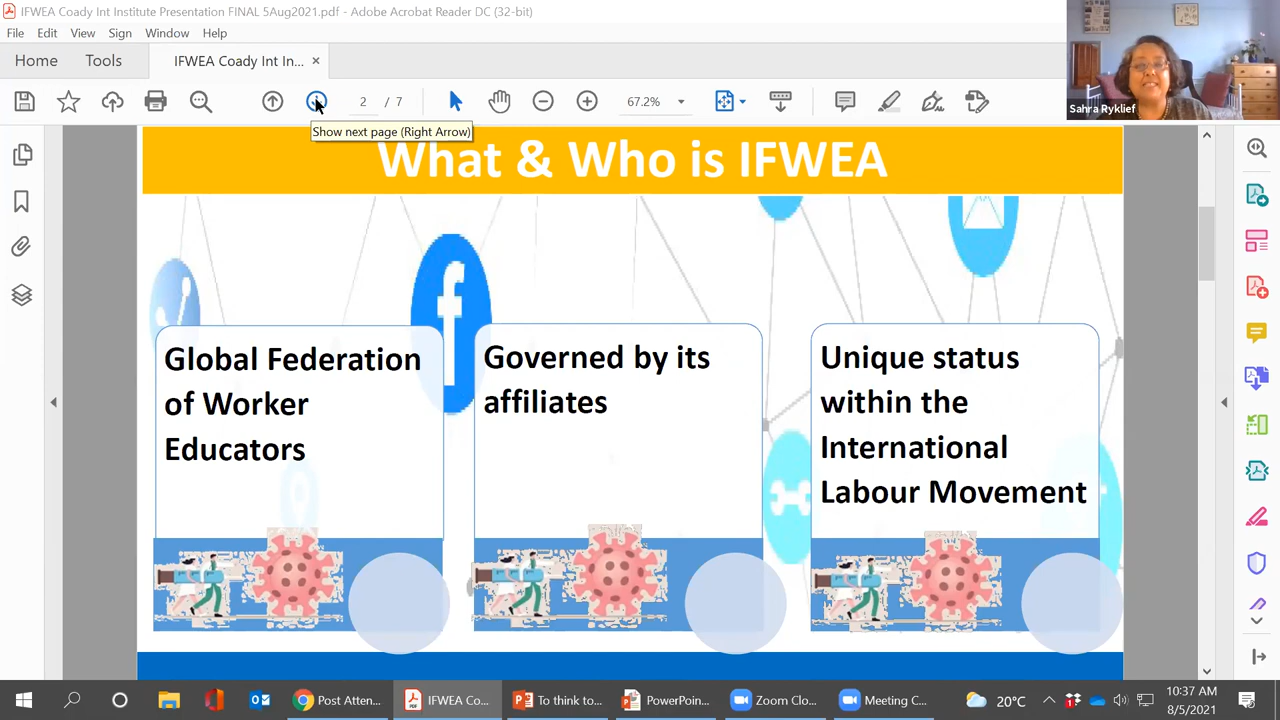 IFWEA Coady Int Institute Presentation FINAL 5Aug2021.pdf - Adobe Acrobat Reader DC (32-bit)
File Edit View Sign Window Help
Home Tools IFWEA Coady Int In... ×
2 / 7 67.2%
Sahra Ryklief
Show next page (Right Arrow)
What & Who is IFWEA
Global Federation
of Worker
Educators
Governed by its
affiliates
Unique status
within the
International
Labour Movement
Post Atten... IFWEA Co... To think to... PowerPoin... Zoom Clo... Meeting C... 20°C 10:37 AM
8/5/2021